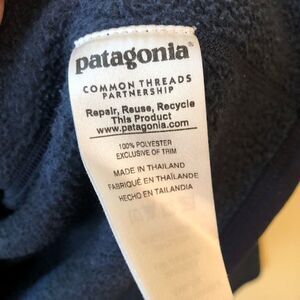 patagonia®
COMMON THREADS
PARTNERSHIP
Repair, Reuse, Recycle
This Product
www.patagonia.com
100% POLYESTER
EXCLUSIVE OF TRIM
MADE IN THAILAND
FABRIQUÉ EN THAÏLANDE
HECHO EN TAILANDIA